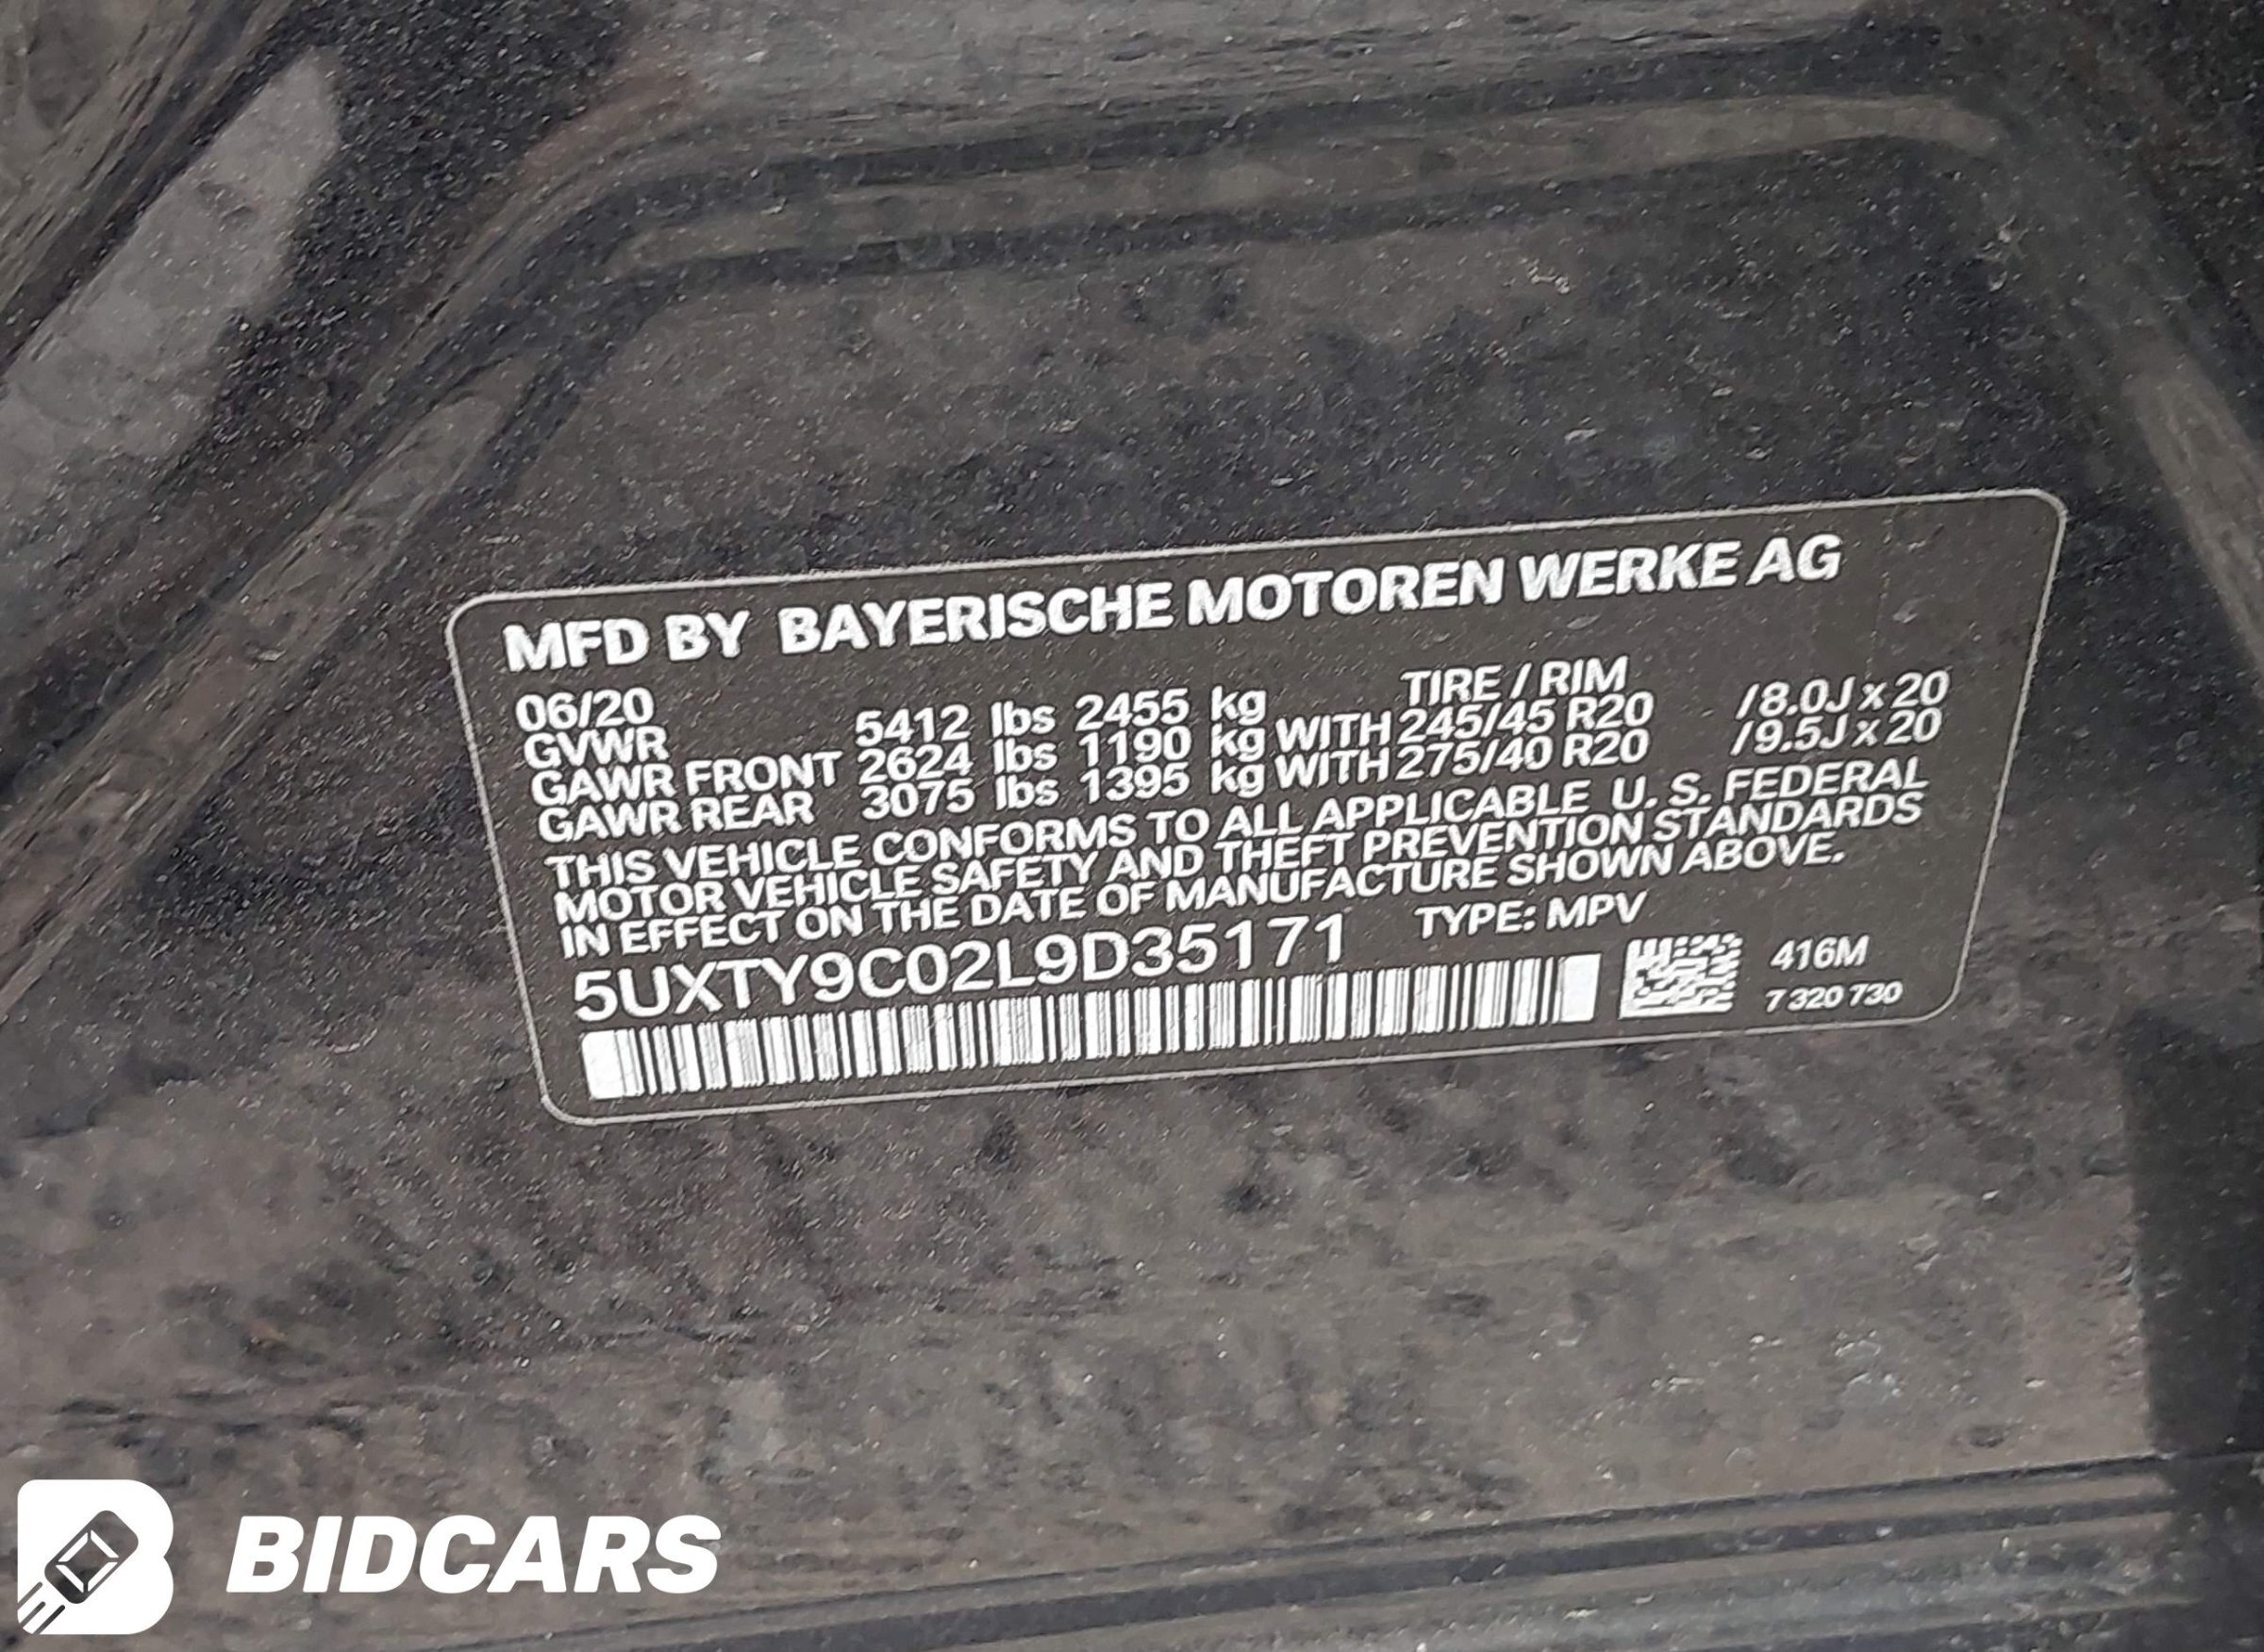 MFD BY BAYERISCHE MOTOREN WERKE AG
06/20 TIRE / RIM
GVWR 5412 lbs 2455 kg
GAWR FRONT 2624 lbs 1190 kg WITH 245/45 R20 /8.0J x 20
GAWR REAR 3075 lbs 1395 kg WITH 275/40 R20 /9.5J x 20
THIS VEHICLE CONFORMS TO ALL APPLICABLE U. S. FEDERAL
MOTOR VEHICLE SAFETY AND THEFT PREVENTION STANDARDS
IN EFFECT ON THE DATE OF MANUFACTURE SHOWN ABOVE.
5UXTY9C02L9D35171 TYPE: MPV
416M
7 320 730
BIDCARS